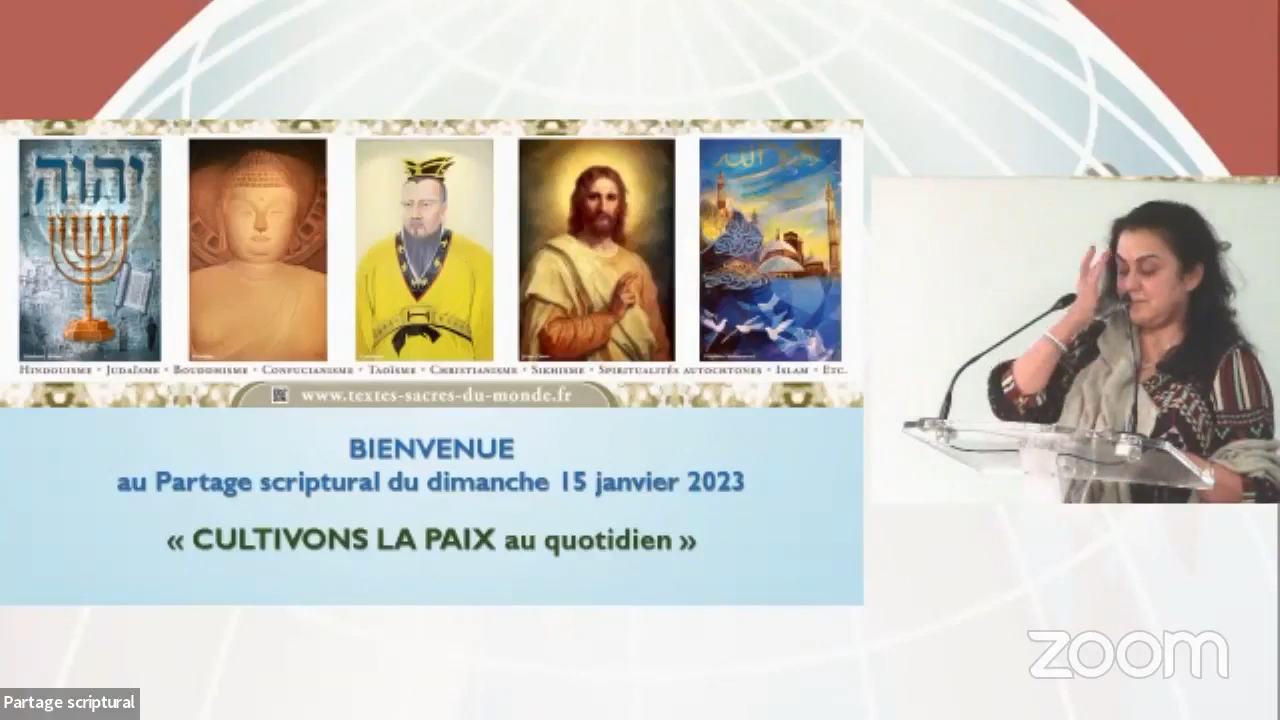 יהוה
HINDOUISME • JUDAÏSME • BOUDDHISME • CONFUCIANISME • TAOÏSME • CHRISTIANISME • SIKHISME • SPIRITUALITÉS AUTOCHTONES • ISLAM • ETC.
www.textes-sacres-du-monde.fr
BIENVENUE
au Partage scriptural du dimanche 15 janvier 2023
« CULTIVONS LA PAIX au quotidien »
zoom
Partage scriptural